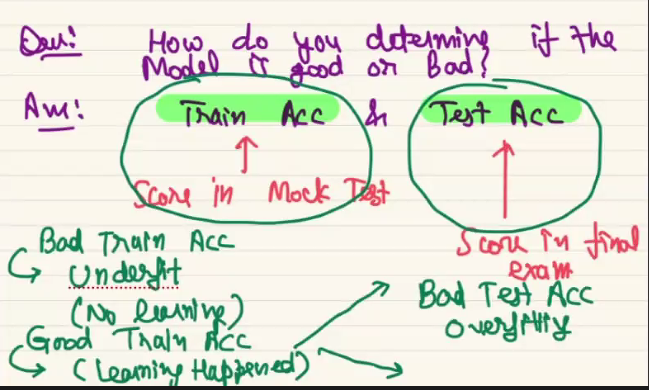 Que: How do you determine if the
Model is good or Bad?
Ans: Train Acc & Test Acc
Score in Mock Test
Score in final
exam
Bad Train Acc
Underfit
(No learning)
Good Train Acc
(Learning Happened)
Bad Test Acc
Overfitting